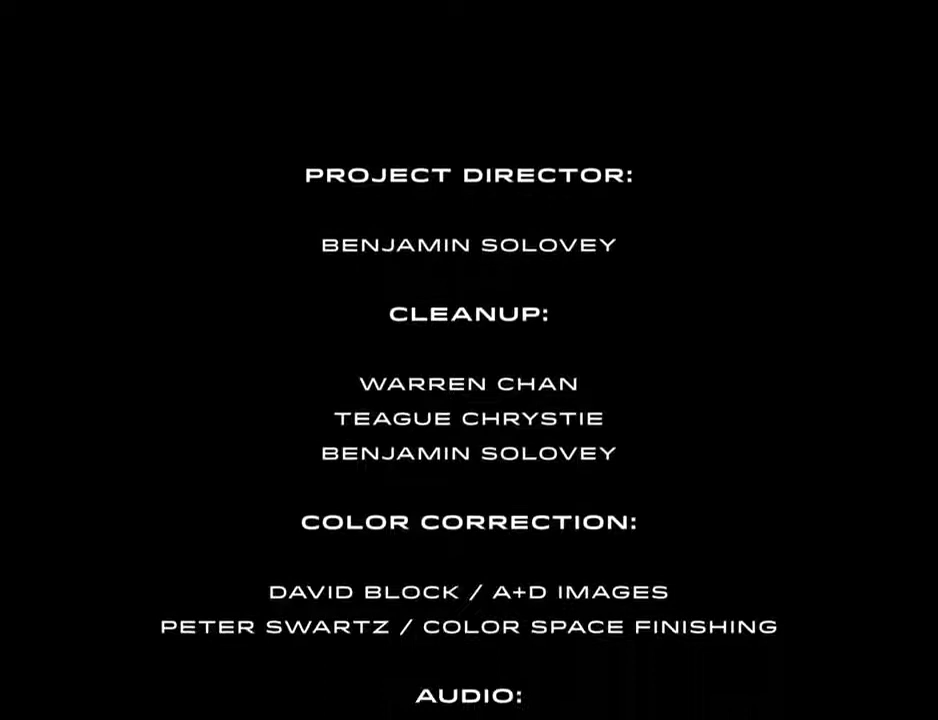 PROJECT DIRECTOR:
BENJAMIN SOLOVEY
CLEANUP:
WARREN CHAN
TEAGUE CHRYSTIE
BENJAMIN SOLOVEY
COLOR CORRECTION:
DAVID BLOCK / A+D IMAGES
PETER SWARTZ / COLOR SPACE FINISHING
AUDIO: